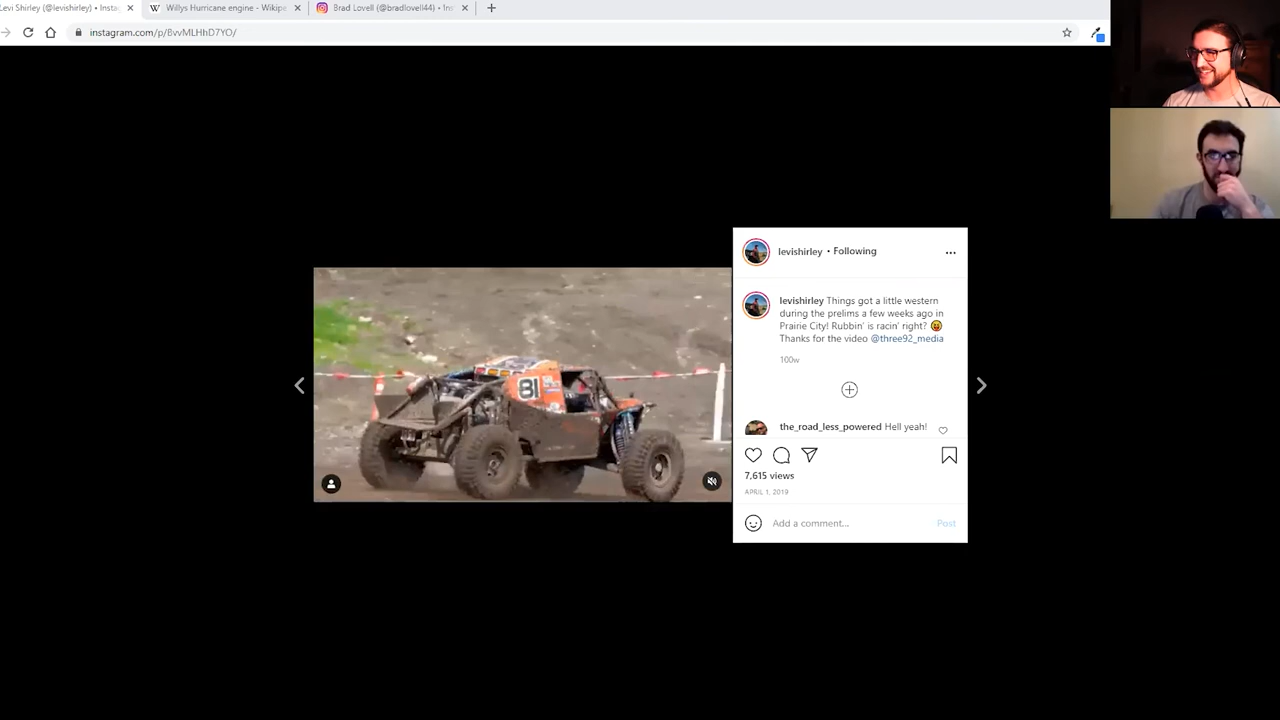 Levi Shirley (@levishirley) • Instag
Willys Hurricane engine - Wikipe
Brad Lovell (@bradlovell44) • In
instagram.com/p/BvvMLHhD7YO/
levishirley • Following
levishirley Things got a little western
during the prelims a few weeks ago in
Prairie City! Rubbin' is racin' right? 😝
Thanks for the video @three92_media
100w
the_road_less_powered Hell yeah!
7,615 views
APRIL 1, 2019
Add a comment...
Post
81